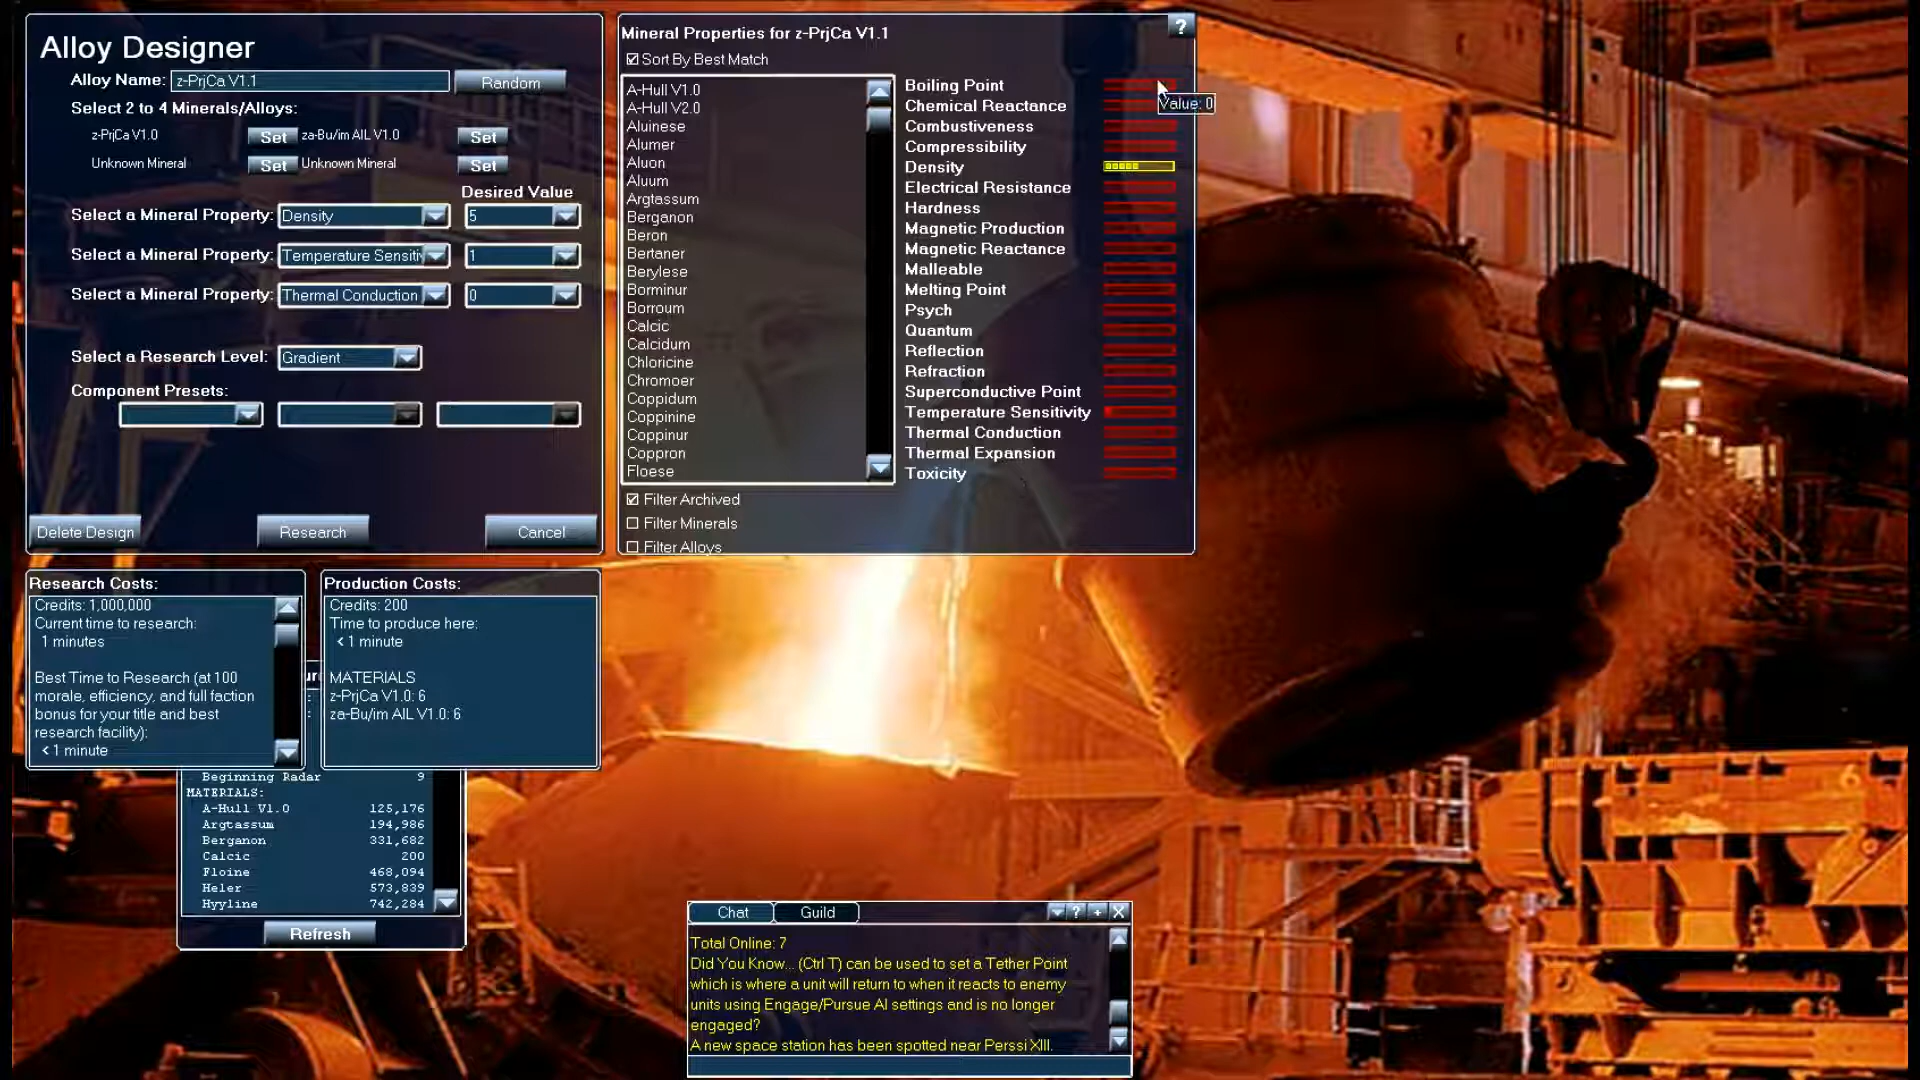 Alloy Designer
Alloy Name: z-PrjCa V1.1 Random
Select 2 to 4 Minerals/Alloys:
z-PrjCa V1.0 Set za-Bu/im AIL V1.0 Set
Unknown Mineral Set Unknown Mineral Set
Desired Value
Select a Mineral Property: Density 5
Select a Mineral Property: Temperature Sensitiv 1
Select a Mineral Property: Thermal Conduction 0
Select a Research Level: Gradient
Component Presets:
Delete Design Research Cancel
Mineral Properties for z-PrjCa V1.1 ?
Sort By Best Match
A-Hull V1.0
A-Hull V2.0
Aluinese
Alumer
Aluon
Aluum
Argtassum
Berganon
Beron
Bertaner
Berylese
Borminur
Borroum
Calcic
Calcidum
Chloricine
Chromoer
Coppidum
Coppinine
Coppinur
Coppron
Floese
Boiling Point
Value: 0
Chemical Reactance
Combustiveness
Compressibility
Density
Electrical Resistance
Hardness
Magnetic Production
Magnetic Reactance
Malleable
Melting Point
Psych
Quantum
Reflection
Refraction
Superconductive Point
Temperature Sensitivity
Thermal Conduction
Thermal Expansion
Toxicity
Filter Archived
Filter Minerals
Filter Alloys
Research Costs:
Credits: 1,000,000
Current time to research:
1 minutes
Best Time to Research (at 100
morale, efficiency, and full faction
bonus for your title and best
research facility):
< 1 minute
Production Costs:
Credits: 200
Time to produce here:
< 1 minute
MATERIALS
z-PrjCa V1.0: 6
za-Bu/im AIL V1.0: 6
Beginning Radar 9
MATERIALS:
A-Hull V1.0 125,176
Argtassum 194,986
Berganon 331,682
Calcic 200
Floine 468,094
Heler 573,839
Hyyline 742,284
Refresh
Chat Guild ? + X
Total Online: 7
Did You Know... (Ctrl T) can be used to set a Tether Point
which is where a unit will return to when it reacts to enemy
units using Engage/Pursue AI settings and is no longer
engaged?
A new space station has been spotted near Perssi XIII.